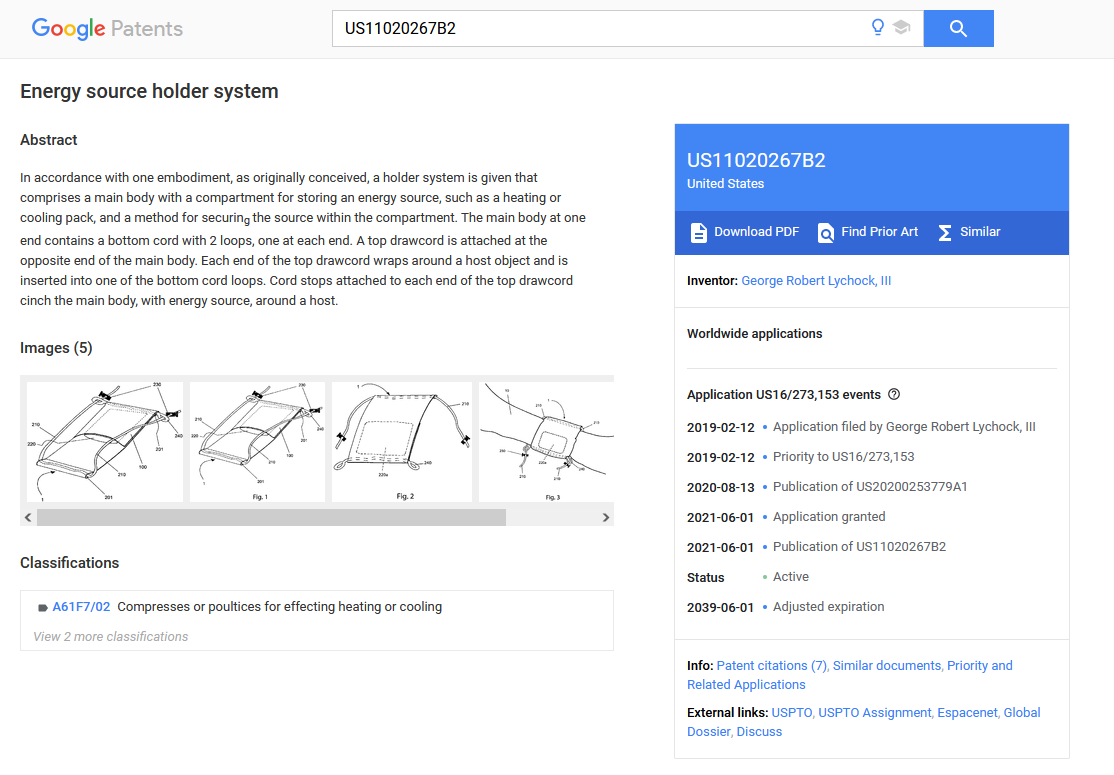 Google Patents
US11020267B2
Energy source holder system
Abstract
In accordance with one embodiment, as originally conceived, a holder system is given that
comprises a main body with a compartment for storing an energy source, such as a heating or
cooling pack, and a method for securing the source within the compartment. The main body at one
end contains a bottom cord with 2 loops, one at each end. A top drawcord is attached at the
opposite end of the main body. Each end of the top drawcord wraps around a host object and is
inserted into one of the bottom cord loops. Cord stops attached to each end of the top drawcord
cinch the main body, with energy source, around a host.
Images (5)
230
210
220
240
201
100
210
201
1
230
210
220
240
201
100
210
201
1
Fig. 1
1
210
240
220a
Fig. 2
1
210
210
Fig. 3
Classifications
A61F7/02 Compresses or poultices for effecting heating or cooling
View 2 more classifications
US11020267B2
United States
Download PDF Find Prior Art Similar
Inventor: George Robert Lychock, III
Worldwide applications
Application US16/273,153 events
2019-02-12 • Application filed by George Robert Lychock, III
2019-02-12 • Priority to US16/273,153
2020-08-13 • Publication of US20200253779A1
2021-06-01 • Application granted
2021-06-01 • Publication of US11020267B2
Status • Active
2039-06-01 • Adjusted expiration
Info: Patent citations (7), Similar documents, Priority and
Related Applications
External links: USPTO, USPTO Assignment, Espacenet, Global
Dossier, Discuss